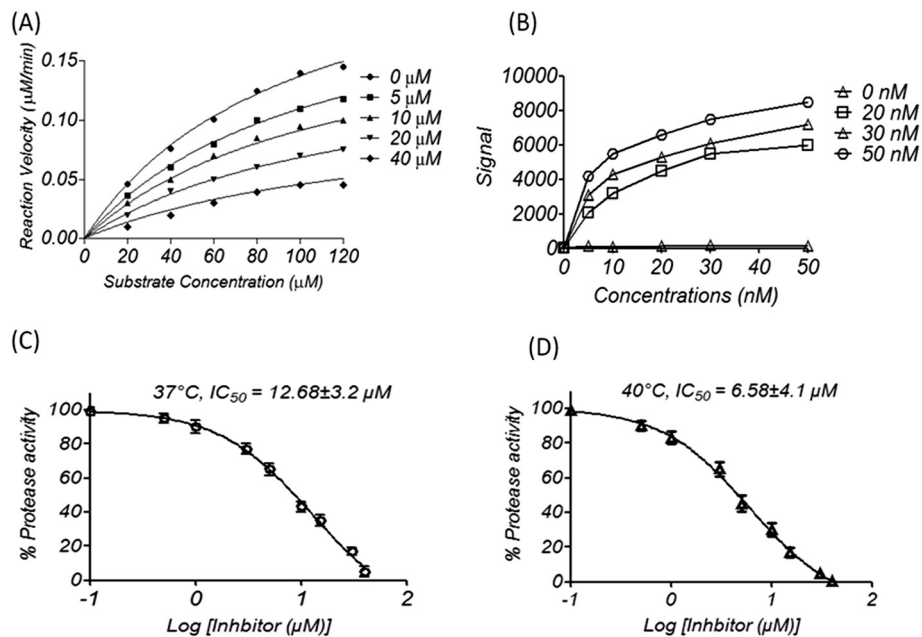 (A)
Reaction Velocity (µM/min)
0.15
0.10
0.05
0.00
0 20 40 60 80 100 120
Substrate Concentration (µM)
0 µM
5 µM
10 µM
20 µM
40 µM
(B)
Signal
10000
8000
6000
4000
2000
0
0 10 20 30 40 50
Concentrations (nM)
0 nM
20 nM
30 nM
50 nM
(C)
37°C, IC50 = 12.68±3.2 µM
% Protease activity
100
80
60
40
20
0
-1 0 1 2
Log [Inhbitor (µM)]
(D)
40°C, IC50 = 6.58±4.1 µM
% Protease activity
100
80
60
40
20
0
-1 0 1 2
Log [Inhbitor (µM)]